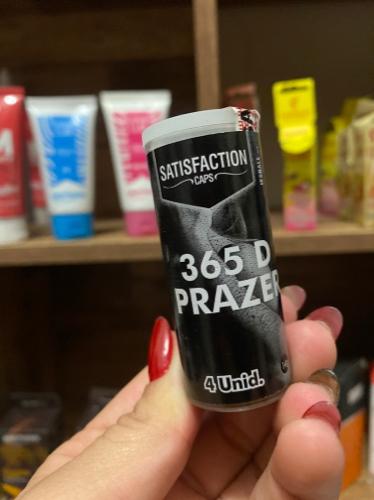 SATISFACTION
CAPS
365 D
PRAZER
4 Unid.